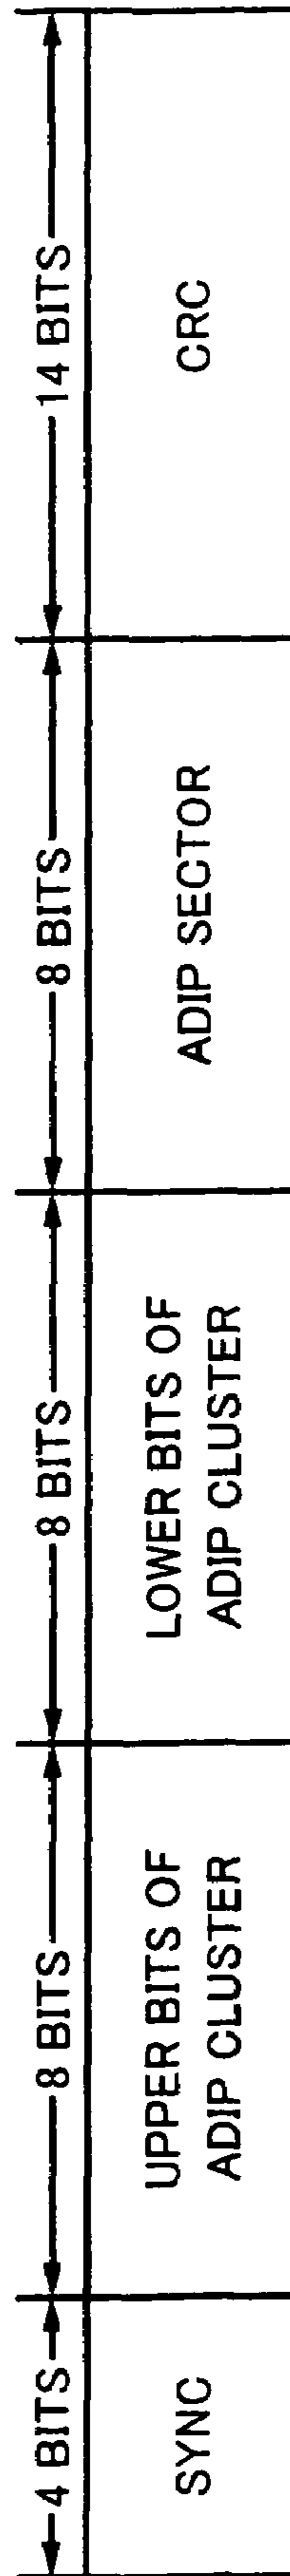 4 BITS
8 BITS
8 BITS
8 BITS
14 BITS
SYNC
UPPER BITS OF
ADIP CLUSTER
LOWER BITS OF
ADIP CLUSTER
ADIP SECTOR
CRC